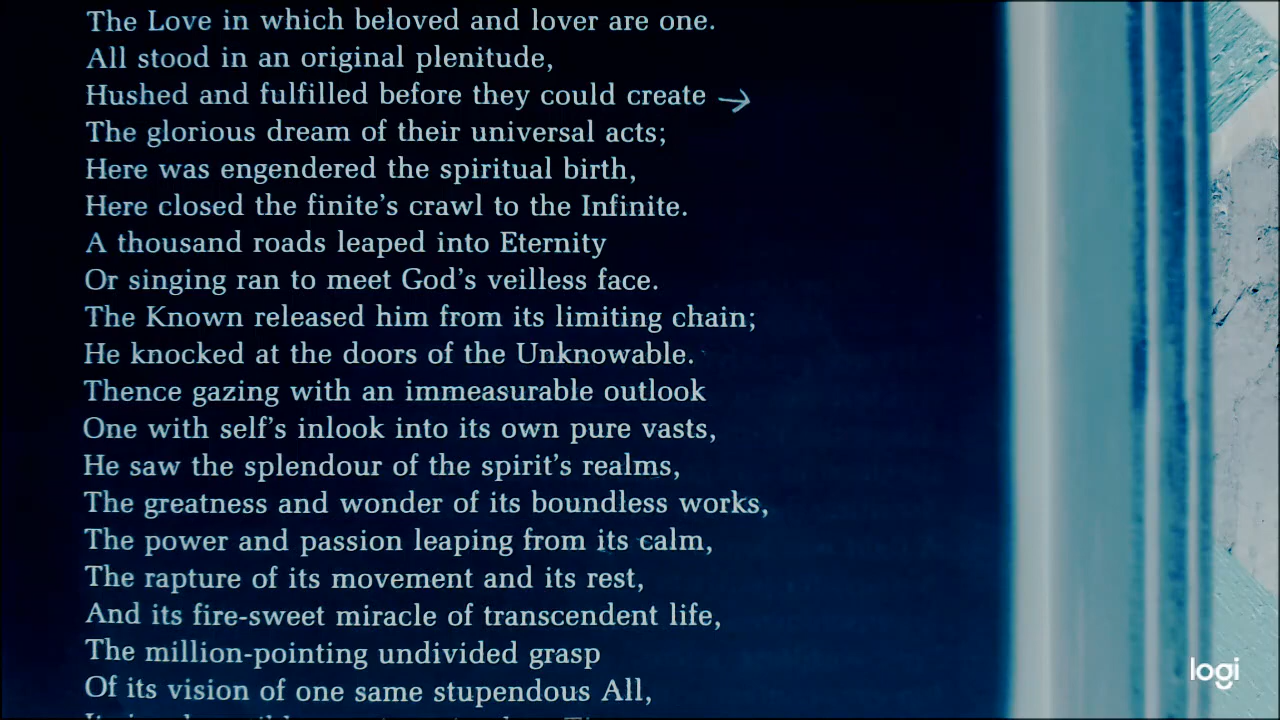 The Love in which beloved and lover are one.
All stood in an original plenitude,
Hushed and fulfilled before they could create →
The glorious dream of their universal acts;
Here was engendered the spiritual birth,
Here closed the finite's crawl to the Infinite.
A thousand roads leaped into Eternity
Or singing ran to meet God's veilless face.
The Known released him from its limiting chain;
He knocked at the doors of the Unknowable.
Thence gazing with an immeasurable outlook
One with self's inlook into its own pure vasts,
He saw the splendour of the spirit's realms,
The greatness and wonder of its boundless works,
The power and passion leaping from its calm,
The rapture of its movement and its rest,
And its fire-sweet miracle of transcendent life,
The million-pointing undivided grasp
Of its vision of one same stupendous All,
logi